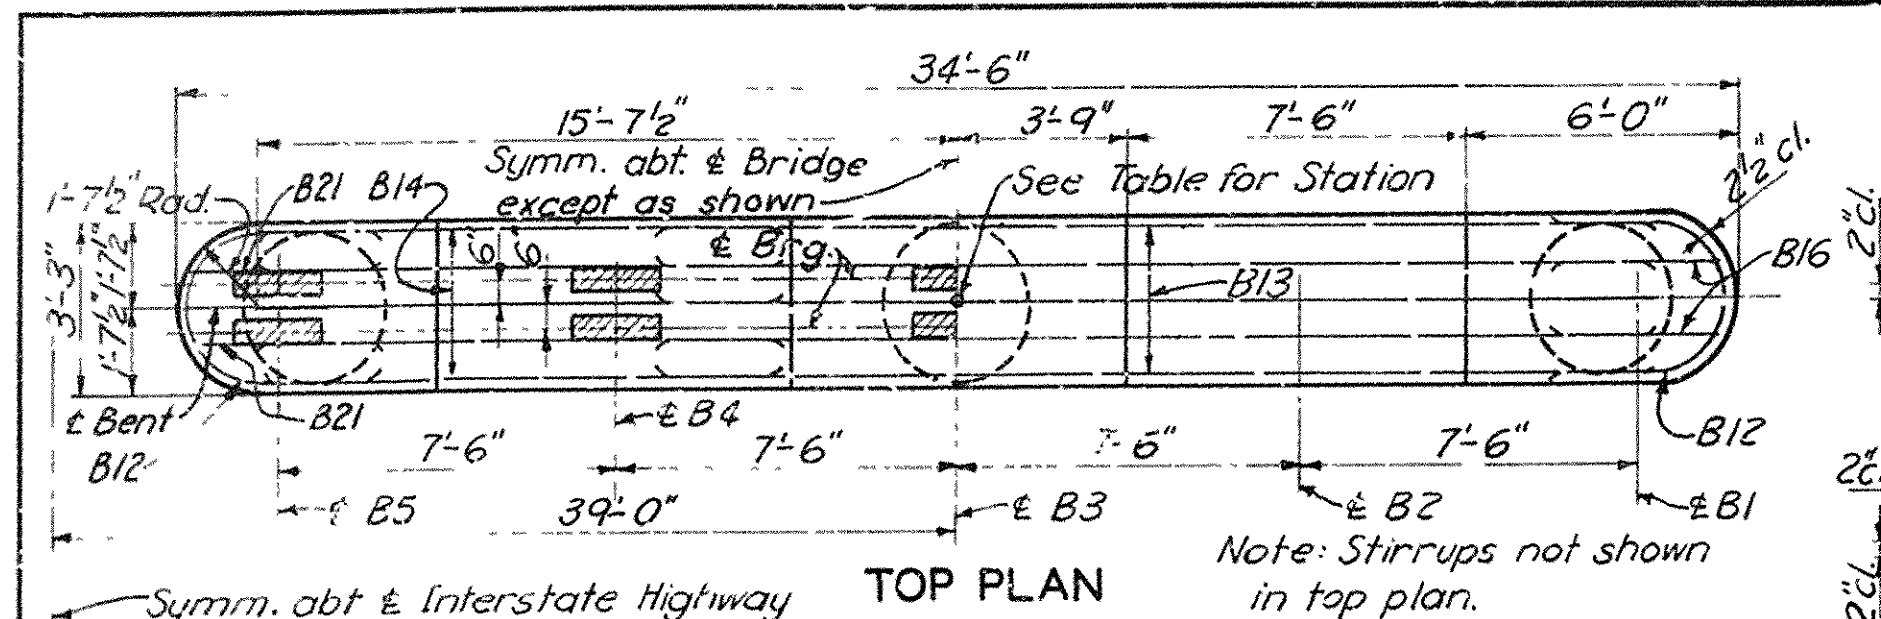 34'-6"
15'-7½"
3'-9"
7'-6"
6'-0"
Symm. abt. ℄ Bridge
except as shown
2½" cl.
2" cl.
1'-7½" Rad.
B21
B14
See Table for Station
℄ Brg.
6"
6"
B16
B13
3'-3"
1'-7½"
1'-7½"
℄ Bent
B12
B21
℄ B4
B12
7'-6"
7'-6"
7'-6"
7'-6"
2"cl.
℄ B5
39'-0"
℄ B3
℄ B2
℄ B1
Note: Stirrups not shown
in top plan.
TOP PLAN
Symm. abt ℄ Interstate Highway
2"cl.